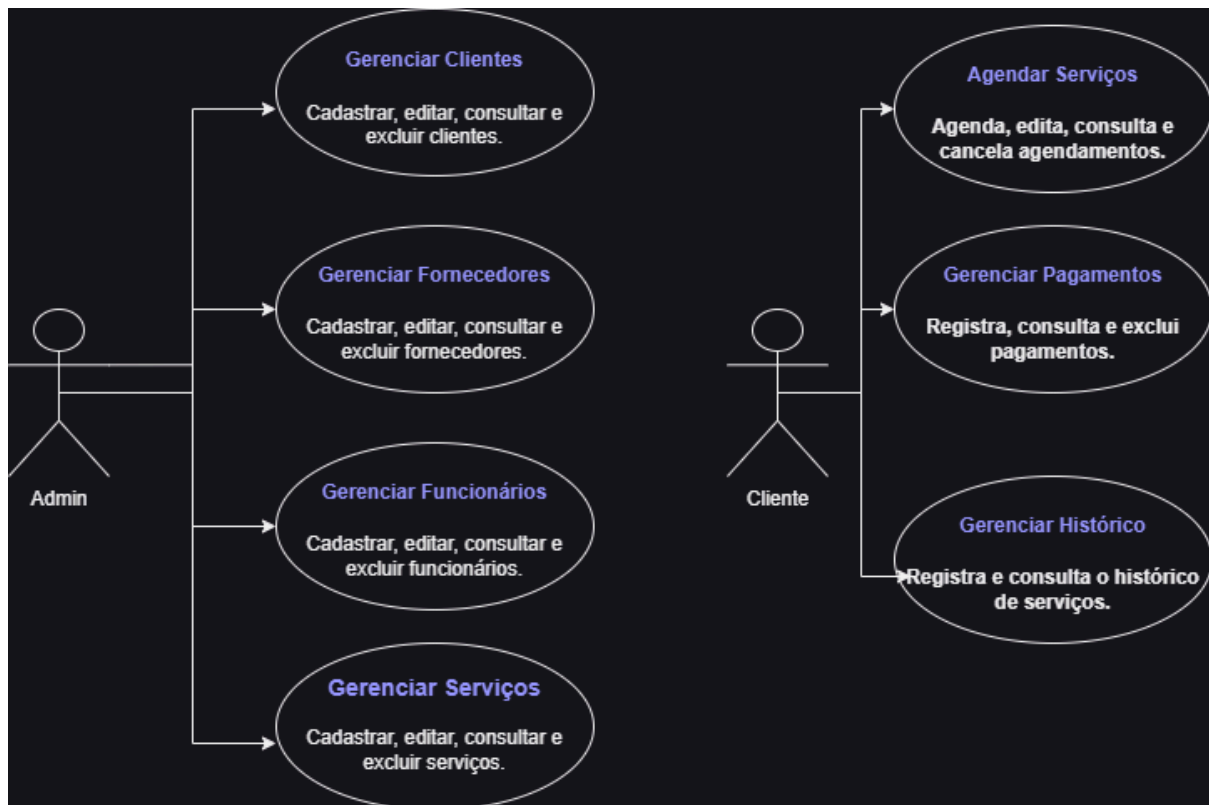 Gerenciar Clientes
Cadastrar, editar, consultar e
excluir clientes.
Gerenciar Fornecedores
Cadastrar, editar, consultar e
excluir fornecedores.
Admin
Gerenciar Funcionários
Cadastrar, editar, consultar e
excluir funcionários.
Gerenciar Serviços
Cadastrar, editar, consultar e
excluir serviços.
Agendar Serviços
Agenda, edita, consulta e
cancela agendamentos.
Gerenciar Pagamentos
Registra, consulta e exclui
pagamentos.
Cliente
Gerenciar Histórico
Registra e consulta o histórico
de serviços.